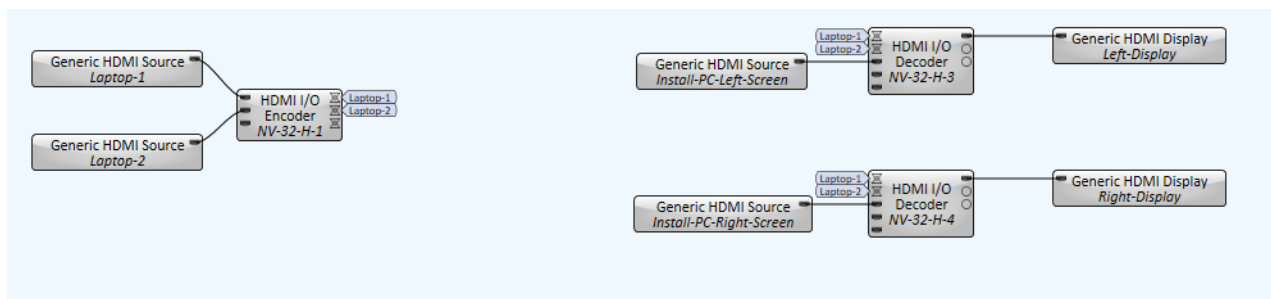 Generic HDMI Source
Laptop-1
Generic HDMI Source
Laptop-2
HDMI I/O
Encoder
NV-32-H-1
Laptop-1
Laptop-2
Generic HDMI Source
Install-PC-Left-Screen
Laptop-1
Laptop-2
HDMI I/O
Decoder
NV-32-H-3
Generic HDMI Display
Left-Display
Generic HDMI Source
Install-PC-Right-Screen
Laptop-1
Laptop-2
HDMI I/O
Decoder
NV-32-H-4
Generic HDMI Display
Right-Display